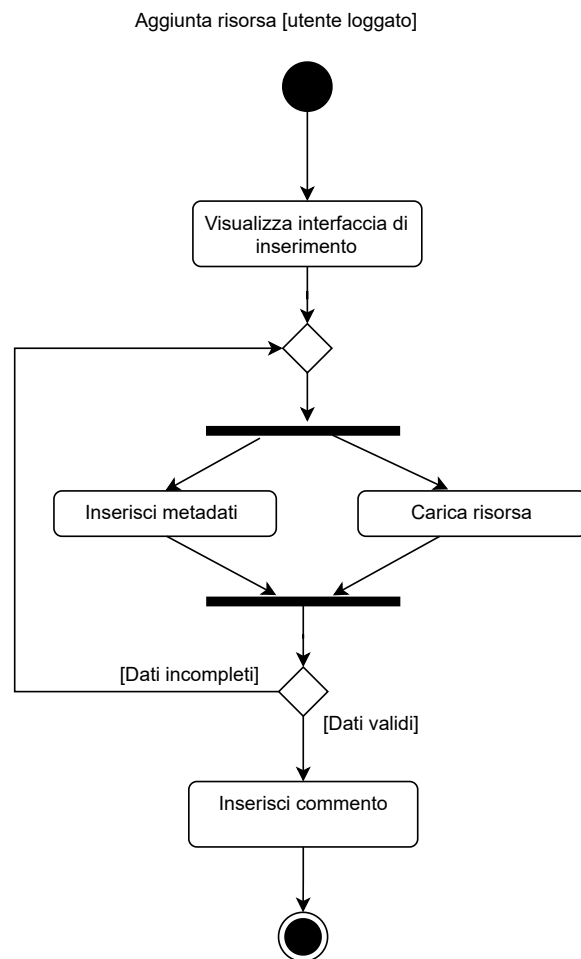 Aggiunta risorsa [utente loggato]
Visualizza interfaccia di
inserimento
Inserisci metadati
Carica risorsa
[Dati incompleti]
[Dati validi]
Inserisci commento